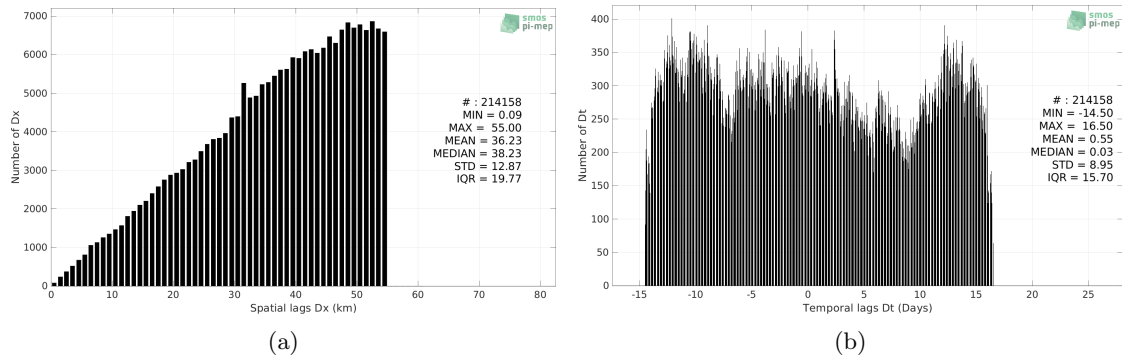 smos
pi-mep
7000
6000
5000
4000
3000
2000
1000
0
Number of Dx
# : 214158
MIN = 0.09
MAX = 55.00
MEAN = 36.23
MEDIAN = 38.23
STD = 12.87
IQR = 19.77
0 10 20 30 40 50 60 70 80
Spatial lags Dx (km)
(a)
smos
pi-mep
400
350
300
250
200
150
100
50
0
Number of Dt
# : 214158
MIN = -14.50
MAX = 16.50
MEAN = 0.55
MEDIAN = 0.03
STD = 8.95
IQR = 15.70
-15 -10 -5 0 5 10 15 20
Temporal lags Dt (Days)
(b)